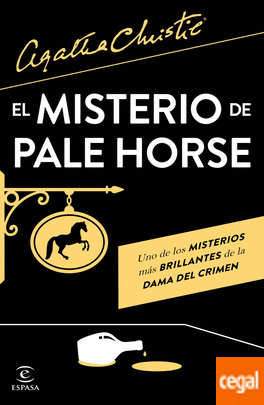 Agatha Christie®
EL MISTERIO DE
PALE HORSE
Uno de los MISTERIOS
más BRILLANTES de la
DAMA DEL CRIMEN
e
ESPASA
cegal